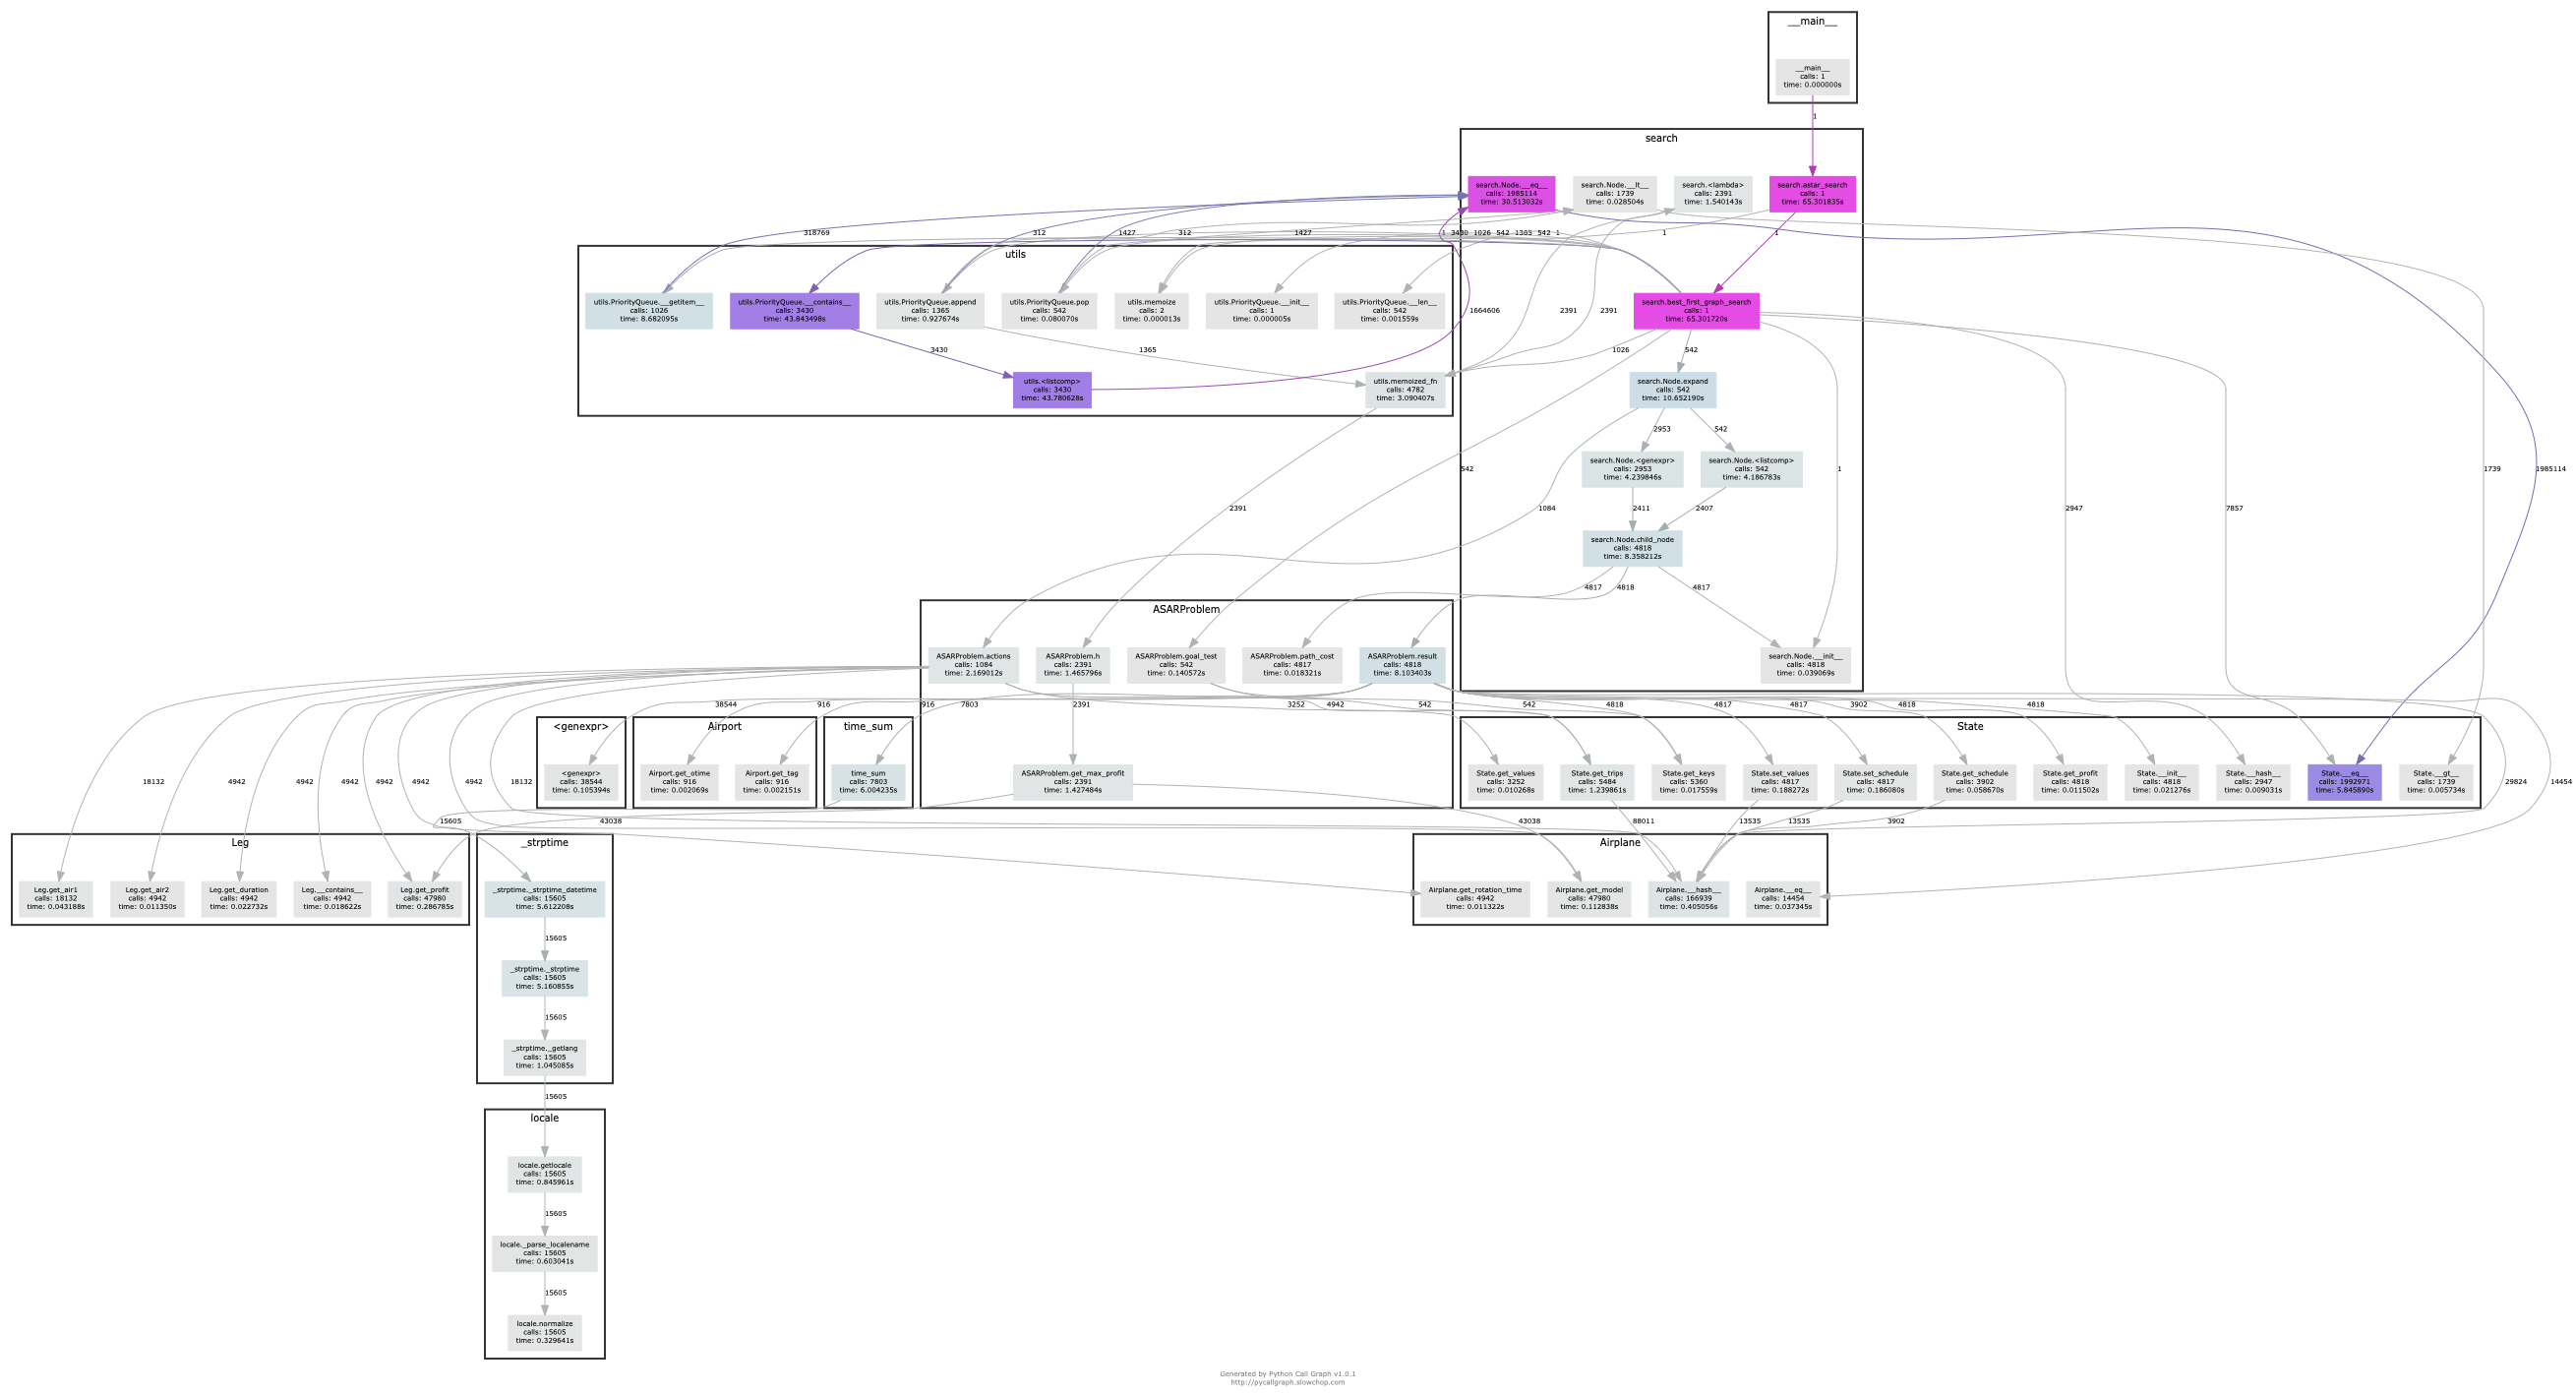 __main__
__main__
calls: 1
time: 0.000000s
1
search
search.Node.__eq__
calls: 1985114
time: 30.513032s
search.Node.__lt__
calls: 1739
time: 0.028504s
search.<lambda>
calls: 2391
time: 1.540143s
search.astar_search
calls: 1
time: 65.301835s
318769
312
1427
312
1427
1
3430
1026
542
1365
542
1
1
1
utils
utils.PriorityQueue.__getitem__
calls: 1026
time: 8.682095s
utils.PriorityQueue.__contains__
calls: 3430
time: 43.843498s
utils.PriorityQueue.append
calls: 1365
time: 0.927674s
utils.PriorityQueue.pop
calls: 542
time: 0.080070s
utils.memoize
calls: 2
time: 0.000013s
utils.PriorityQueue.__init__
calls: 1
time: 0.000005s
utils.PriorityQueue.__len__
calls: 542
time: 0.001559s
search.best_first_graph_search
calls: 1
time: 65.301720s
1664606
2391
2391
3430
1365
1026
542
utils.<listcomp>
calls: 3430
time: 43.780628s
utils.memoized_fn
calls: 4782
time: 3.090407s
search.Node.expand
calls: 542
time: 10.652190s
2953
542
search.Node.<genexpr>
calls: 2953
time: 4.239846s
search.Node.<listcomp>
calls: 542
time: 4.186783s
542
1
1739
1985114
2391
1084
2411
2407
2947
7857
search.Node.child_node
calls: 4818
time: 8.358212s
4817
4818
4817
ASARProblem
ASARProblem.actions
calls: 1084
time: 2.169012s
ASARProblem.h
calls: 2391
time: 1.465796s
ASARProblem.goal_test
calls: 542
time: 0.140572s
ASARProblem.path_cost
calls: 4817
time: 0.018321s
ASARProblem.result
calls: 4818
time: 8.103403s
search.Node.__init__
calls: 4818
time: 0.039069s
38544
916
916
7803
2391
3252
4942
542
542
4818
4817
4817
3902
4818
4818
<genexpr>
<genexpr>
calls: 38544
time: 0.105394s
Airport
Airport.get_otime
calls: 916
time: 0.002069s
Airport.get_tag
calls: 916
time: 0.002151s
time_sum
time_sum
calls: 7803
time: 6.004235s
ASARProblem.get_max_profit
calls: 2391
time: 1.427484s
State
State.get_values
calls: 3252
time: 0.010268s
State.get_trips
calls: 5484
time: 1.239861s
State.get_keys
calls: 5360
time: 0.017559s
State.set_values
calls: 4817
time: 0.188272s
State.set_schedule
calls: 4817
time: 0.186080s
State.get_schedule
calls: 3902
time: 0.058670s
State.get_profit
calls: 4818
time: 0.011502s
State.__init__
calls: 4818
time: 0.021276s
State.__hash__
calls: 2947
time: 0.009031s
State.__eq__
calls: 1992971
time: 5.845890s
State.__gt__
calls: 1739
time: 0.005734s
18132
4942
4942
4942
4942
4942
4942
18132
29824
14454
15605
43038
43038
88011
13535
13535
3902
Leg
Leg.get_air1
calls: 18132
time: 0.043188s
Leg.get_air2
calls: 4942
time: 0.011350s
Leg.get_duration
calls: 4942
time: 0.022732s
Leg.__contains__
calls: 4942
time: 0.018622s
Leg.get_profit
calls: 47980
time: 0.286785s
_strptime
_strptime._strptime_datetime
calls: 15605
time: 5.612208s
15605
_strptime._strptime
calls: 15605
time: 5.160855s
15605
_strptime._getlang
calls: 15605
time: 1.045085s
15605
Airplane
Airplane.get_rotation_time
calls: 4942
time: 0.011322s
Airplane.get_model
calls: 47980
time: 0.112838s
Airplane.__hash__
calls: 166939
time: 0.405056s
Airplane.__eq__
calls: 14454
time: 0.037345s
locale
locale.getlocale
calls: 15605
time: 0.845961s
15605
locale._parse_localename
calls: 15605
time: 0.603041s
15605
locale.normalize
calls: 15605
time: 0.329641s
Generated by Python Call Graph v1.0.1
http://pycallgraph.slowchop.com